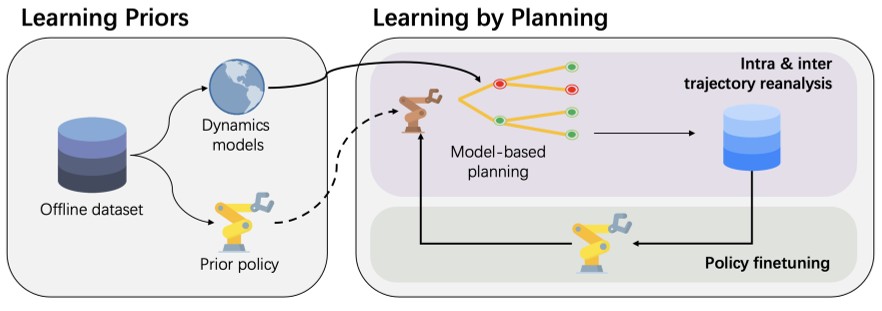 Learning Priors
Learning by Planning
Offline dataset
Dynamics
models
Prior policy
Model-based
planning
Intra & inter
trajectory reanalysis
Policy finetuning